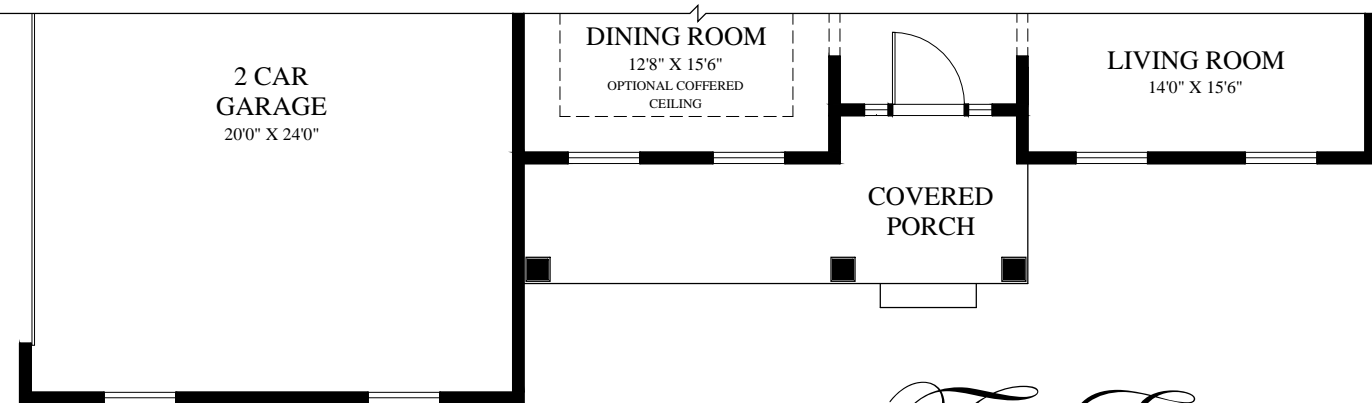 2 CAR
GARAGE
20'0" X 24'0"
DINING ROOM
12'8" X 15'6"
OPTIONAL COFFERED
CEILING
LIVING ROOM
14'0" X 15'6"
COVERED
PORCH